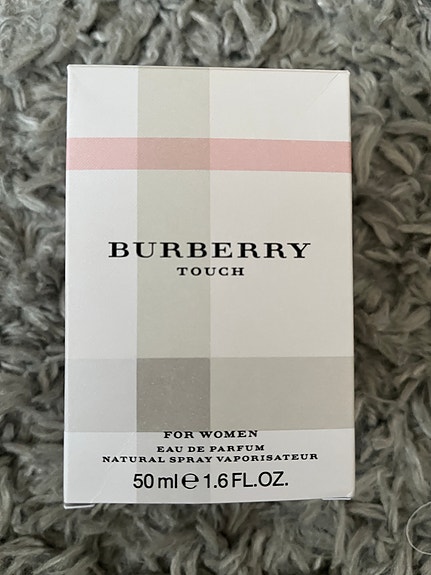 BURBERRY
TOUCH
FOR WOMEN
EAU DE PARFUM
NATURAL SPRAY VAPORISATEUR
50 ml ℮ 1.6 FL.OZ.